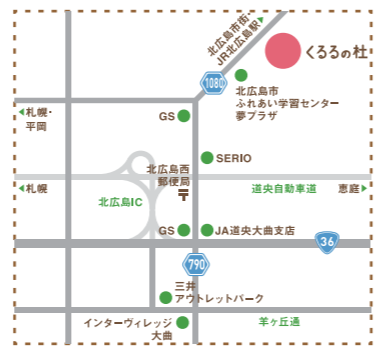 北広島市街・
JR北広島駅
くるるの杜
1080
北広島市
ふれあい学習センター
夢プラザ
札幌・
平岡
GS
SERIO
北広島西
郵便局
札幌
道央自動車道
恵庭
北広島IC
GS
JA道央大曲支店
36
790
三井
アウトレットパーク
インターヴィレッジ
大曲
羊ヶ丘通